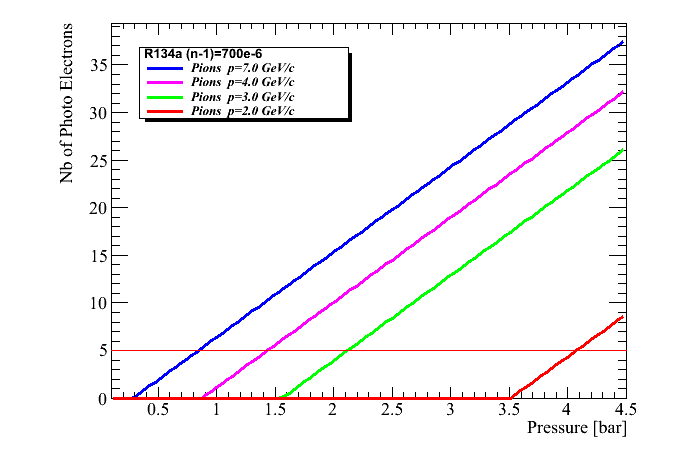 Nb of Photo Electrons
R134a (n-1)=700e-6
Pions p=7.0 GeV/c
Pions p=4.0 GeV/c
Pions p=3.0 GeV/c
Pions p=2.0 GeV/c
35
30
25
20
15
10
5
0
0.5 1 1.5 2 2.5 3 3.5 4 4.5
Pressure [bar]